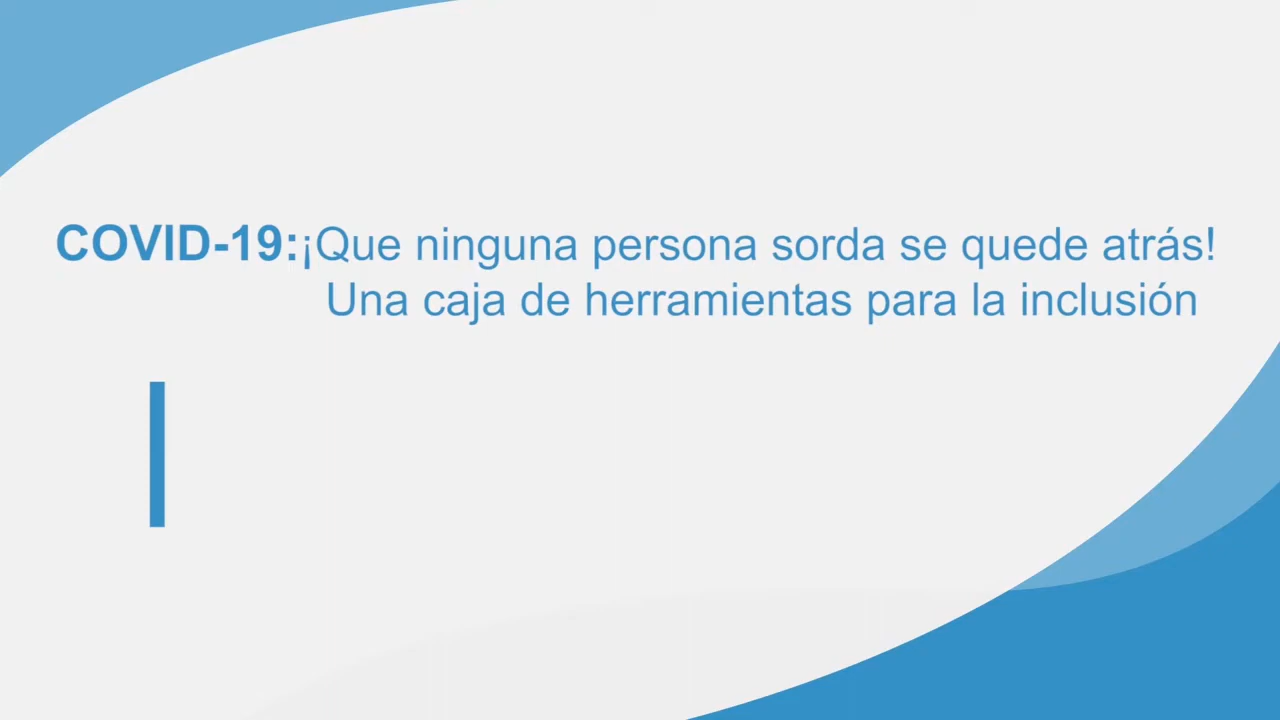 COVID-19:¡Que ninguna persona sorda se quede atrás!
Una caja de herramientas para la inclusión